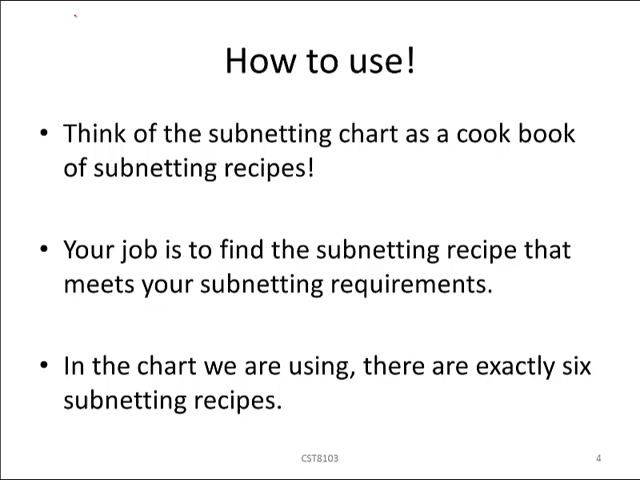 How to use!
• Think of the subnetting chart as a cook book
of subnetting recipes!
• Your job is to find the subnetting recipe that
meets your subnetting requirements.
• In the chart we are using, there are exactly six
subnetting recipes.
CST8103
4